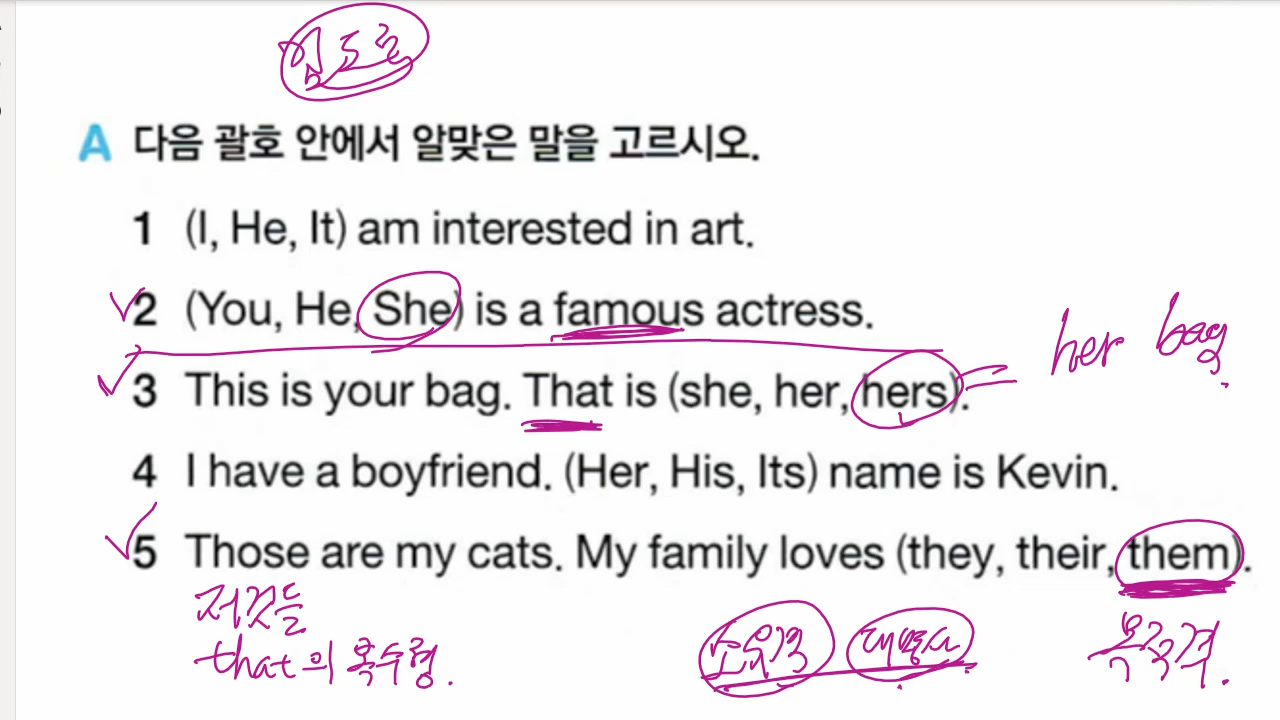 A 다음 괄호 안에서 알맞은 말을 고르시오.
1 (I, He, It) am interested in art.
2 (You, He, She) is a famous actress.
her bag.
3 This is your bag. That is (she, her, hers). =
4 I have a boyfriend. (Her, His, Its) name is Kevin.
5 Those are my cats. My family loves (they, their, them).
저것들
that의 복수형.
소유격 대명사 목적격.